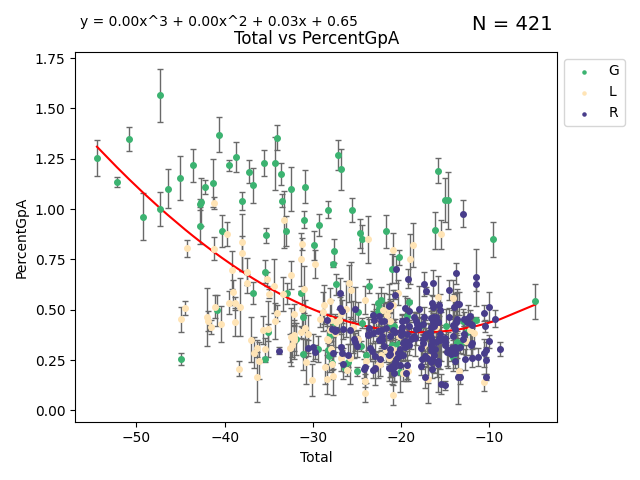 y = 0.00x^3 + 0.00x^2 + 0.03x + 0.65
N = 421
Total vs PercentGpA
1.75
1.50
1.25
1.00
0.75
0.50
0.25
0.00
PercentGpA
−50
−40
−30
−20
−10
Total
G
L
R